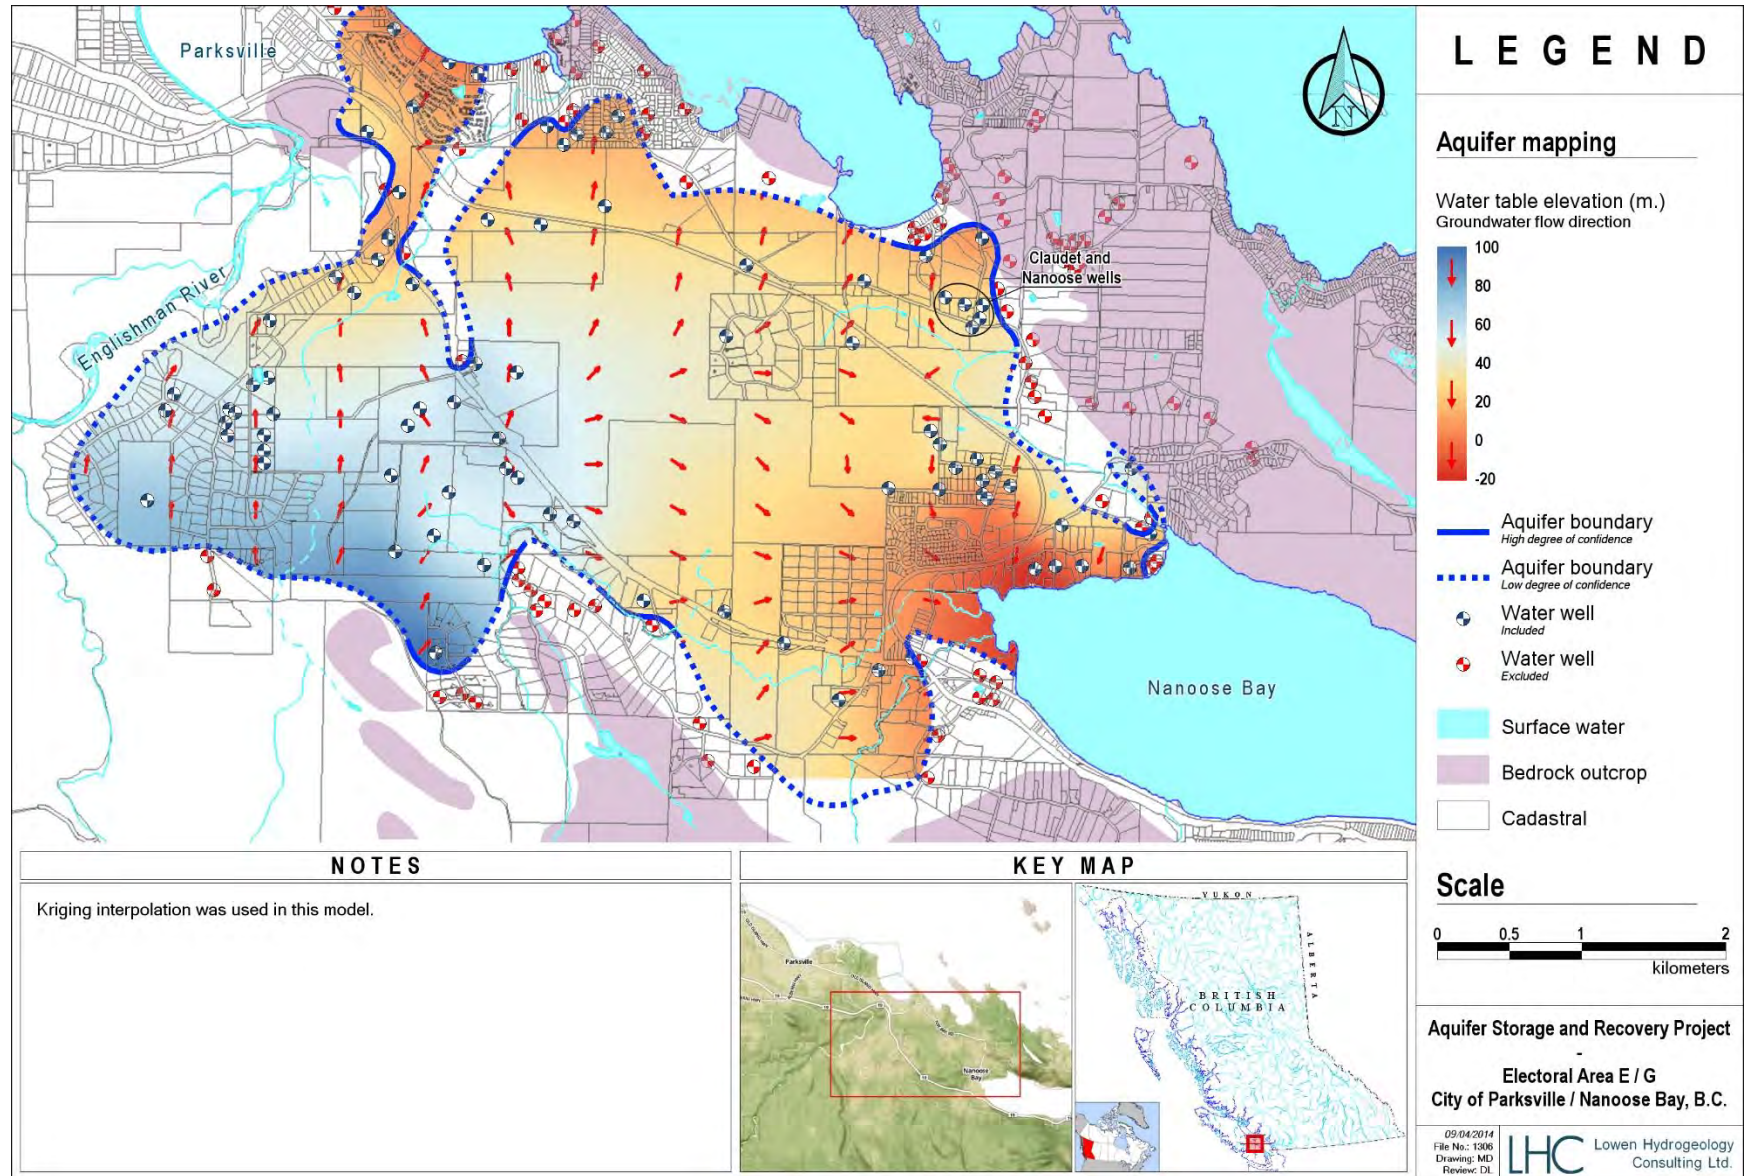 Parksville
Englishman River
Claudet and
Nanoose wells
Nanoose Bay
N
LEGEND
Aquifer mapping
Water table elevation (m.)
Groundwater flow direction
100
80
60
40
20
0
-20
Aquifer boundary
High degree of confidence
Aquifer boundary
Low degree of confidence
Water well
Included
Water well
Excluded
Surface water
Bedrock outcrop
Cadastral
Scale
0 0.5 1 2
kilometers
Aquifer Storage and Recovery Project
-
Electoral Area E / G
City of Parksville / Nanoose Bay, B.C.
09/04/2014
File No.: 1306
Drawing: MD
Review: DL
LHC
Lowen Hydrogeology
Consulting Ltd.
NOTES
Kriging interpolation was used in this model.
KEY MAP
Parksville
Nanoose
Bay
19
YUKON
ALBERTA
BRITISH
COLUMBIA